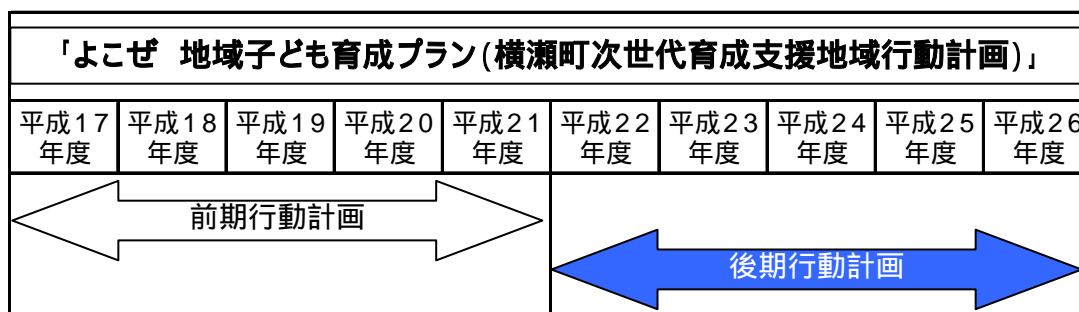 「よこぜ 地域子ども育成プラン(横瀬町次世代育成支援地域行動計画)」
平成17年度 平成18年度 平成19年度 平成20年度 平成21年度 平成22年度 平成23年度 平成24年度 平成25年度 平成26年度
前期行動計画
後期行動計画